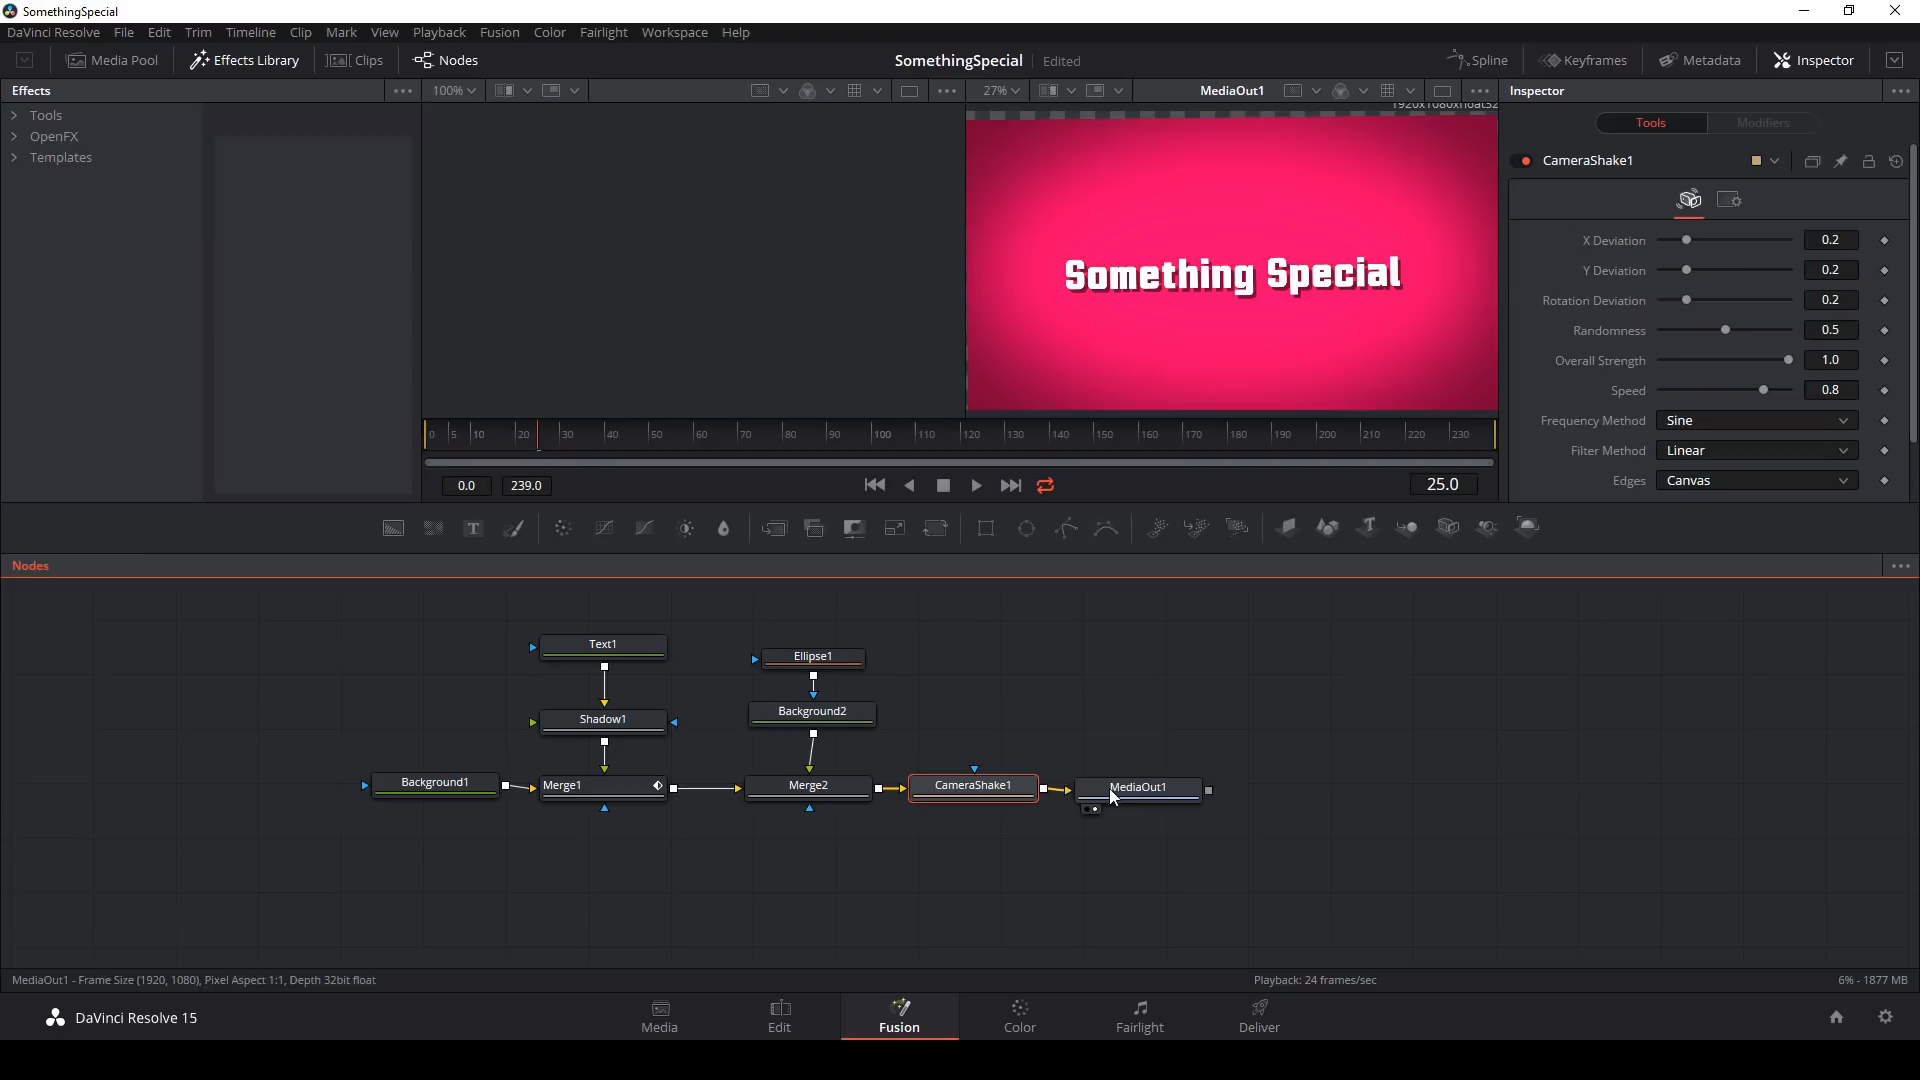 SomethingSpecial
DaVinci Resolve File Edit Trim Timeline Clip Mark View Playback Fusion Color Fairlight Workspace Help
Media Pool Effects Library Clips Nodes SomethingSpecial Edited Spline Keyframes Metadata Inspector
Effects 100% 27% MediaOut1 Inspector
1920x1080xfloat32
Tools
OpenFX
Templates
Something Special
Tools Modifiers
CameraShake1
X Deviation 0.2
Y Deviation 0.2
Rotation Deviation 0.2
Randomness 0.5
Overall Strength 1.0
Speed 0.8
Frequency Method Sine
Filter Method Linear
Edges Canvas
0 5 10 20 30 40 50 60 70 80 90 100 110 120 130 140 150 160 170 180 190 200 210 220 230
0.0 239.0 25.0
T
Nodes
Text1
Ellipse1
Background2
Shadow1
Background1 Merge1 Merge2 CameraShake1 MediaOut1
MediaOut1 - Frame Size (1920, 1080), Pixel Aspect 1:1, Depth 32bit float Playback: 24 frames/sec 6% - 1877 MB
DaVinci Resolve 15 Media Edit Fusion Color Fairlight Deliver